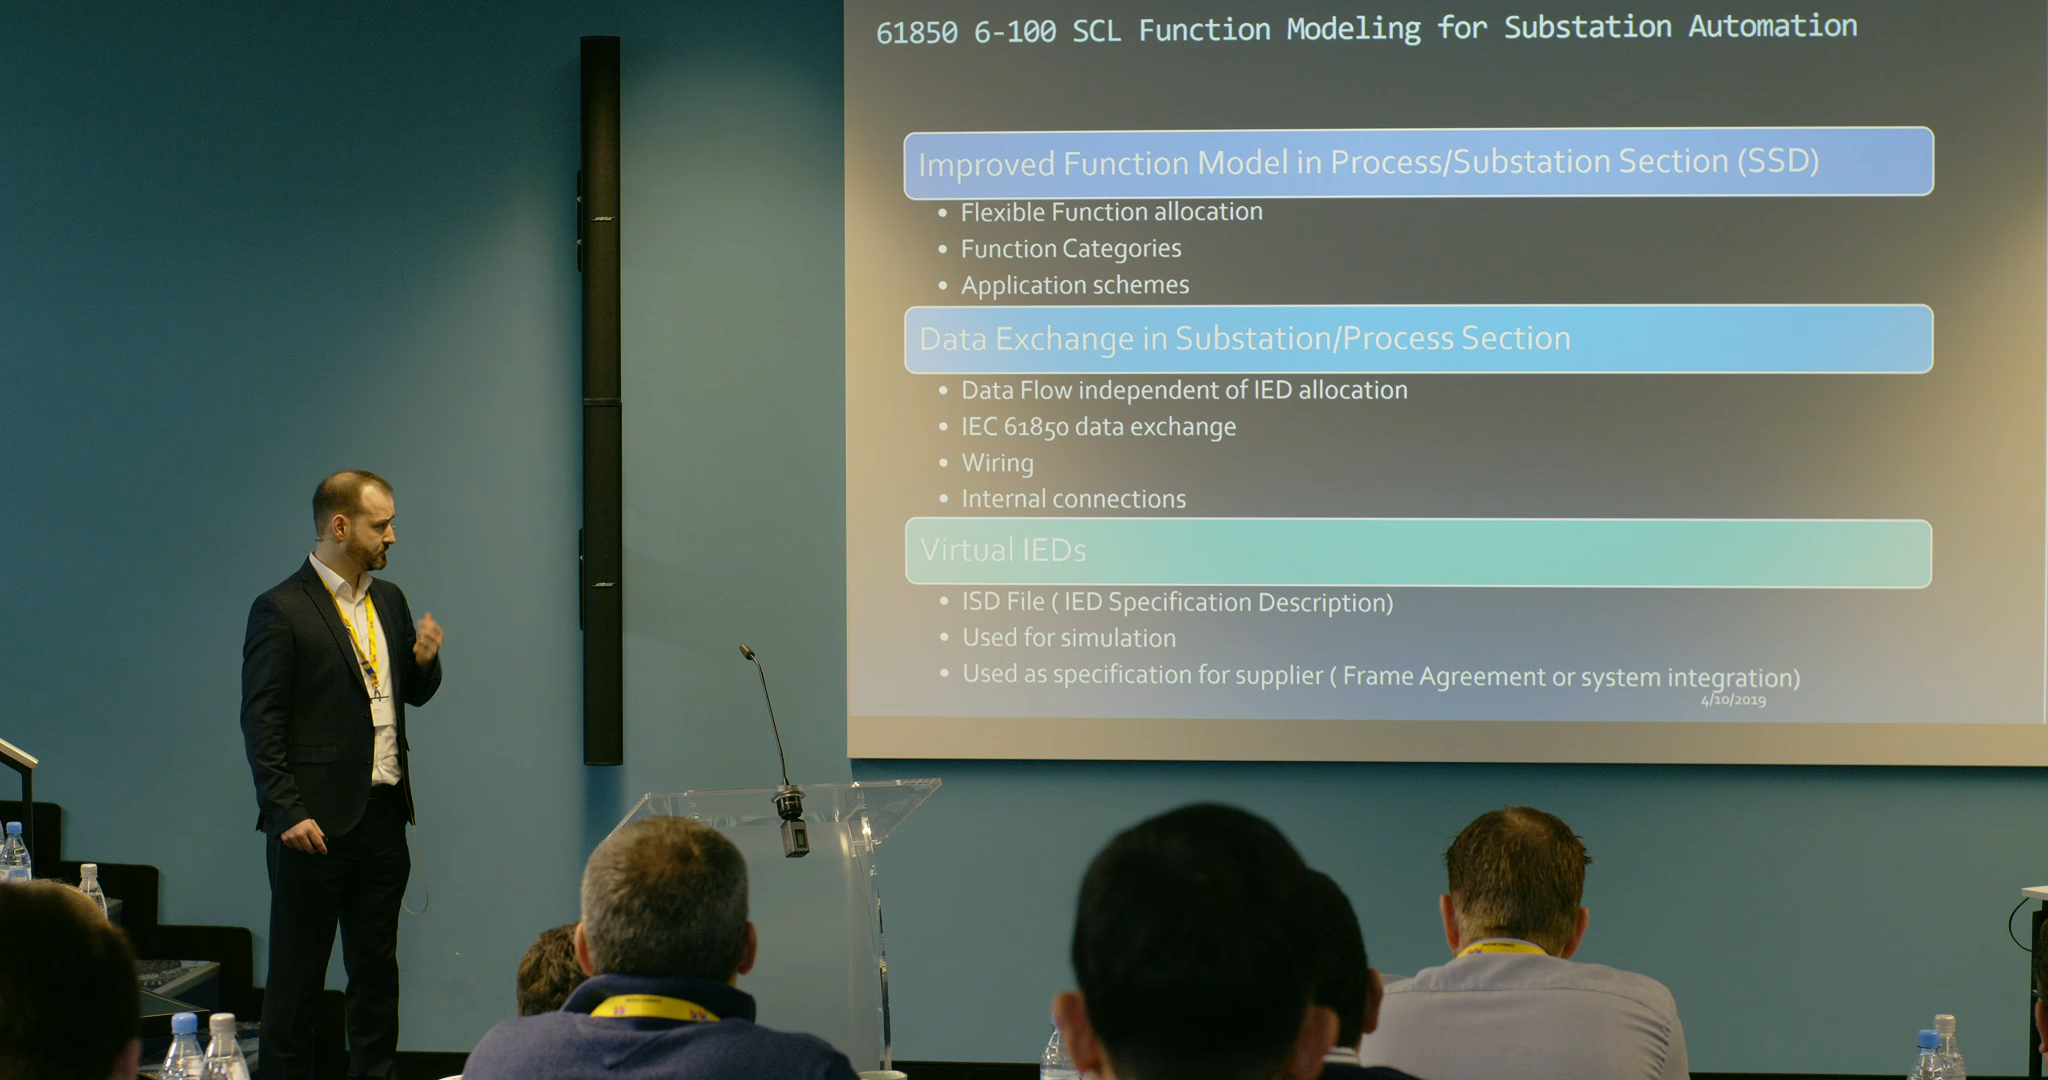 61850 6-100 SCL Function Modeling for Substation Automation
Improved Function Model in Process/Substation Section (SSD)
• Flexible Function allocation
• Function Categories
• Application schemes
Data Exchange in Substation/Process Section
• Data Flow independent of IED allocation
• IEC 61850 data exchange
• Wiring
• Internal connections
Virtual IEDs
• ISD File ( IED Specification Description)
• Used for simulation
• Used as specification for supplier ( Frame Agreement or system integration)
4/10/2019